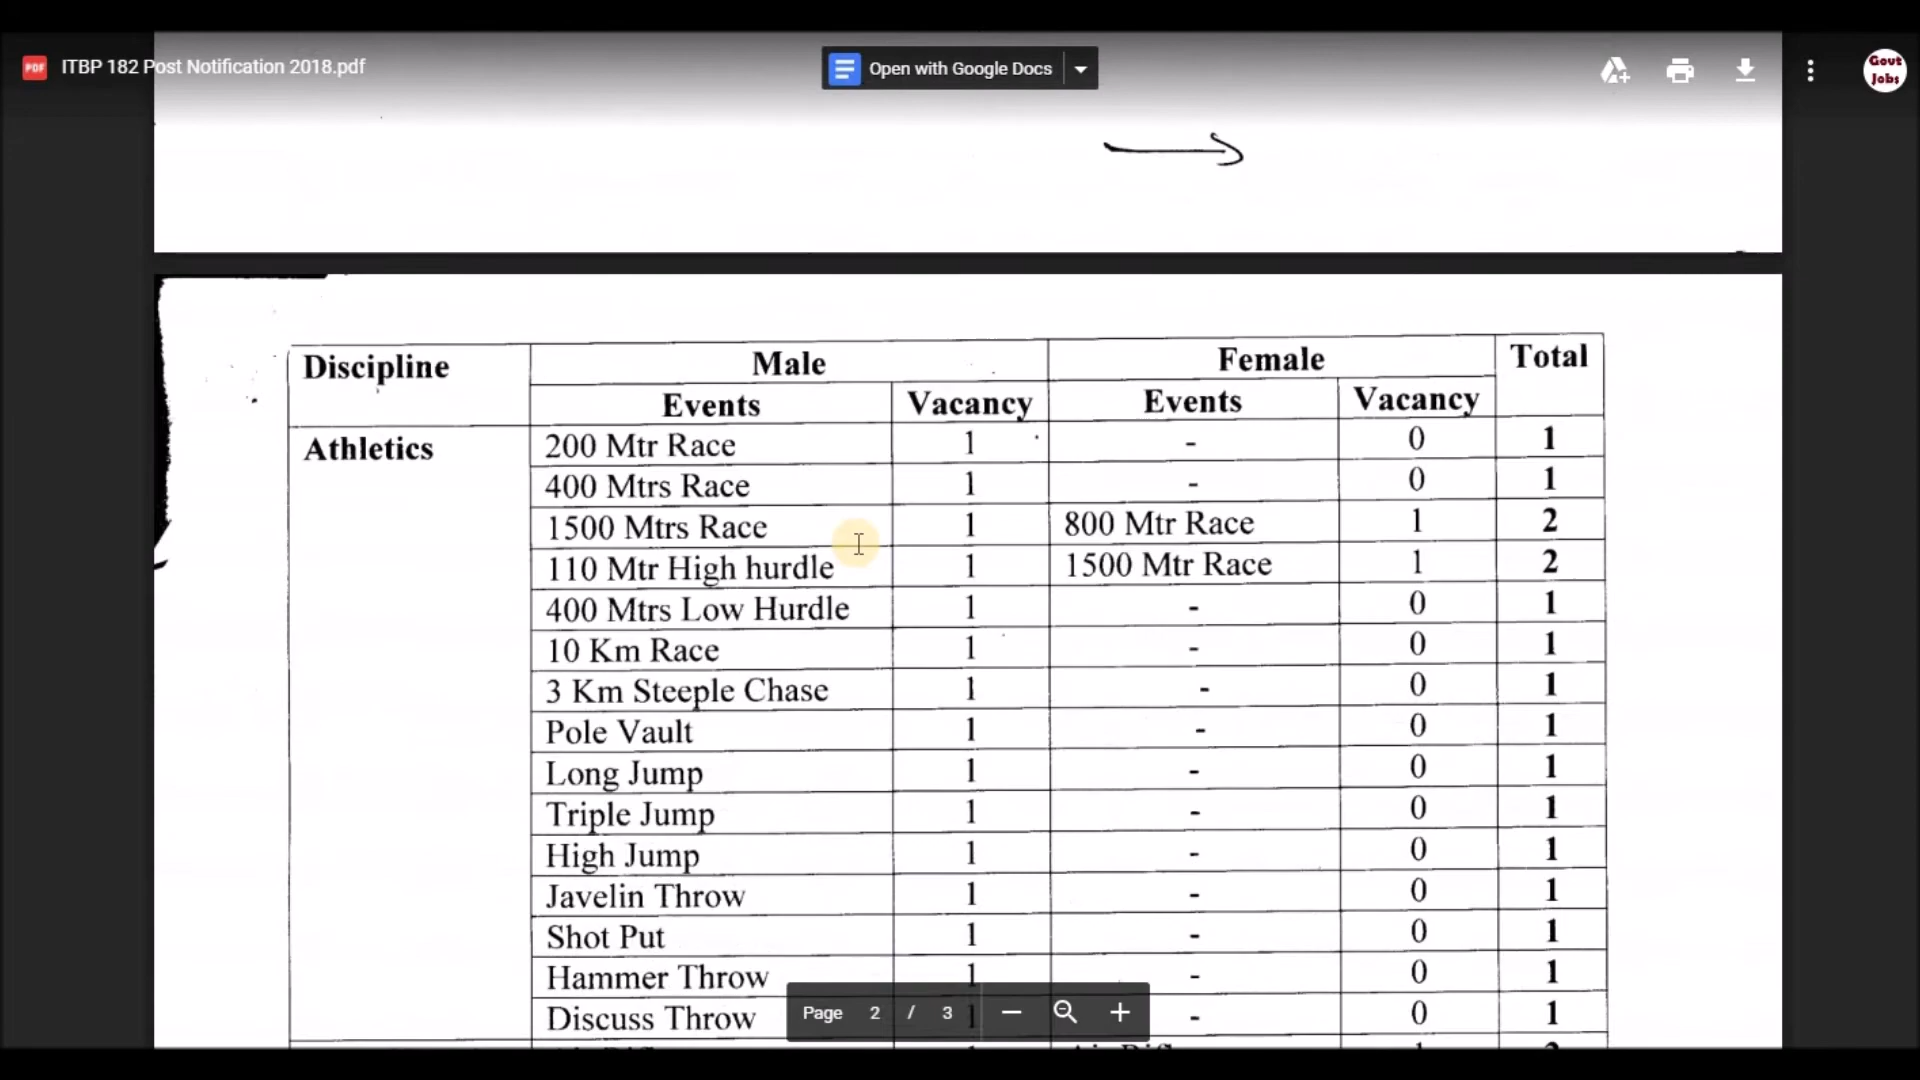 PDF ITBP 182 Post Notification 2018.pdf Open with Google Docs Govt Jobs
Discipline Male Female Total
Events Vacancy Events Vacancy
Athletics 200 Mtr Race 1 - 0 1
400 Mtrs Race 1 - 0 1
1500 Mtrs Race 1 800 Mtr Race 1 2
110 Mtr High hurdle 1 1500 Mtr Race 1 2
400 Mtrs Low Hurdle 1 - 0 1
10 Km Race 1 - 0 1
3 Km Steeple Chase 1 - 0 1
Pole Vault 1 - 0 1
Long Jump 1 - 0 1
Triple Jump 1 - 0 1
High Jump 1 - 0 1
Javelin Throw 1 - 0 1
Shot Put 1 - 0 1
Hammer Throw 1 - 0 1
Discuss Throw 1 - 0 1
Page 2 / 3